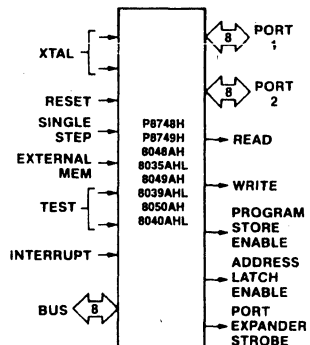 XTAL
RESET
SINGLE
STEP
EXTERNAL
MEM
TEST
INTERRUPT
BUS
8
P8748H
P8749H
8048AH
8035AHL
8049AH
8039AHL
8050AH
8040AHL
8
PORT
1
8
PORT
2
READ
WRITE
PROGRAM
STORE
ENABLE
ADDRESS
LATCH
ENABLE
PORT
EXPANDER
STROBE